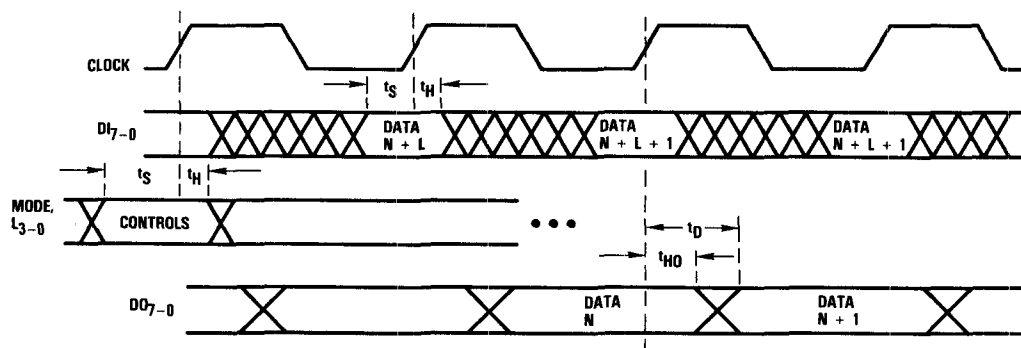 CLOCK
tS tH
DI7-0
DATA N + L
DATA N + L + 1
DATA N + L + 1
tS tH
MODE, L3-0
CONTROLS
•••
tD
tHO
DO7-0
DATA N
DATA N + 1